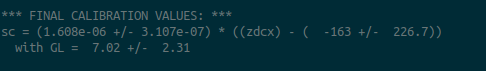 *** FINAL CALIBRATION VALUES: ***
sc = (1.608e-06 +/- 3.107e-07) * ((zdcx) - (  -163 +/-  226.7))
  with GL =  7.02 +/-  2.31